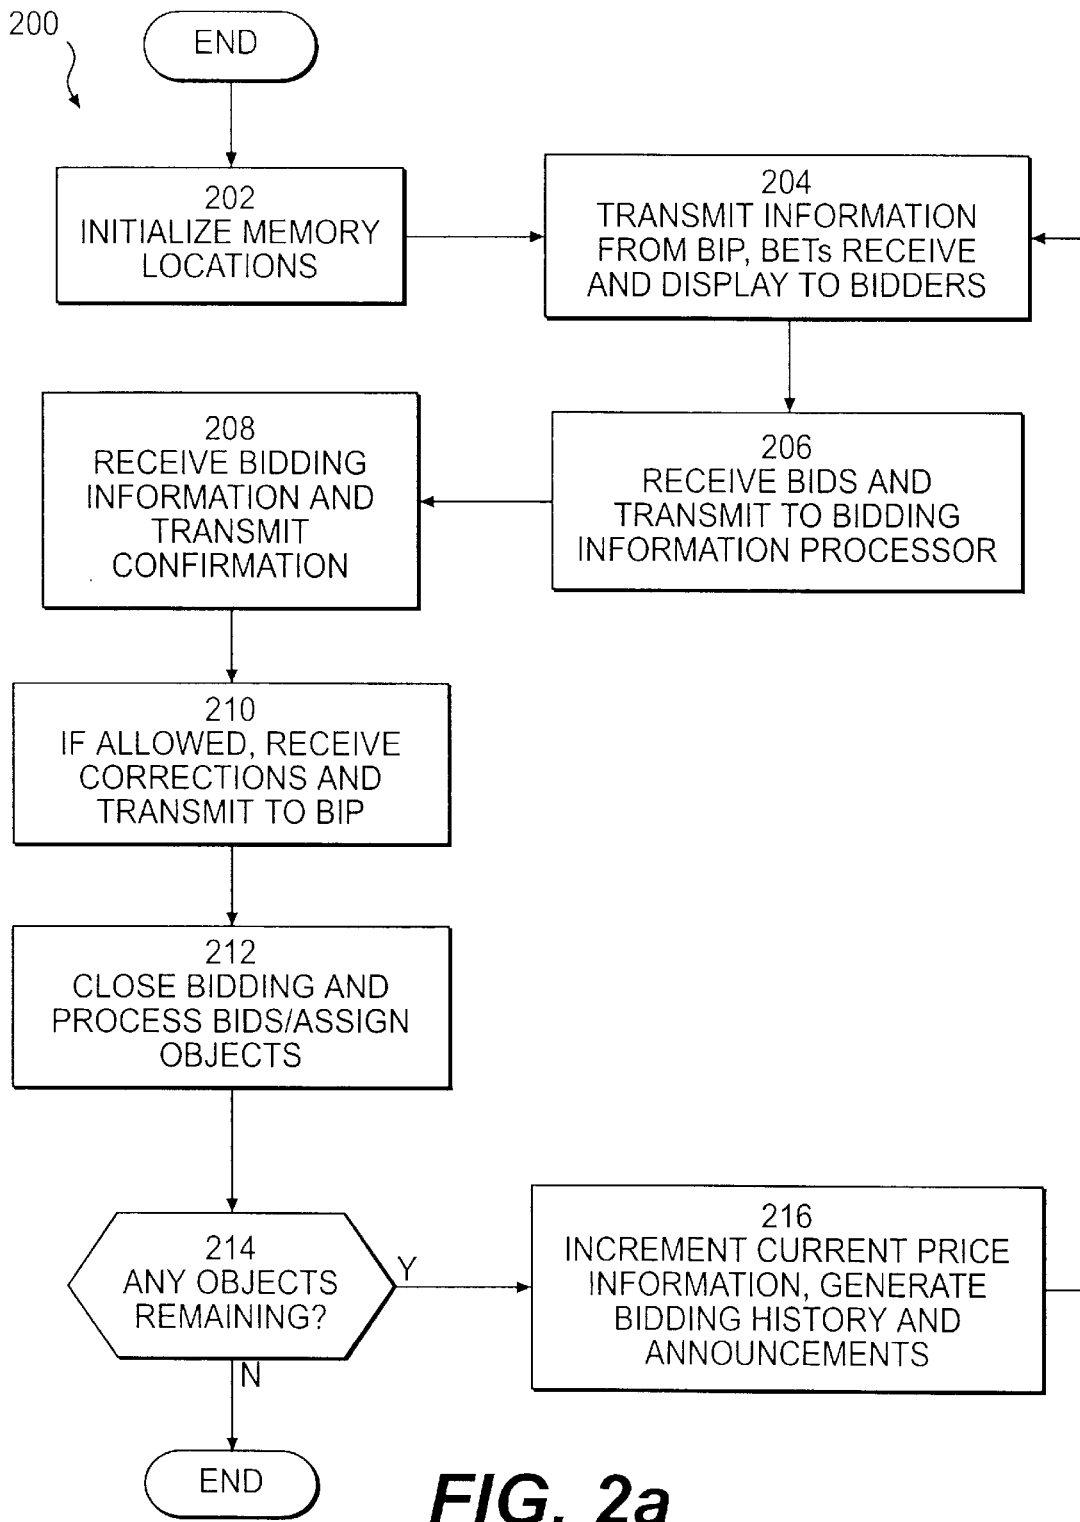 200
END
202
INITIALIZE MEMORY
LOCATIONS
204
TRANSMIT INFORMATION
FROM BIP, BETs RECEIVE
AND DISPLAY TO BIDDERS
206
RECEIVE BIDS AND
TRANSMIT TO BIDDING
INFORMATION PROCESSOR
208
RECEIVE BIDDING
INFORMATION AND
TRANSMIT
CONFIRMATION
210
IF ALLOWED, RECEIVE
CORRECTIONS AND
TRANSMIT TO BIP
212
CLOSE BIDDING AND
PROCESS BIDS/ASSIGN
OBJECTS
214
ANY OBJECTS
REMAINING?
Y
N
216
INCREMENT CURRENT PRICE
INFORMATION, GENERATE
BIDDING HISTORY AND
ANNOUNCEMENTS
END
FIG. 2a